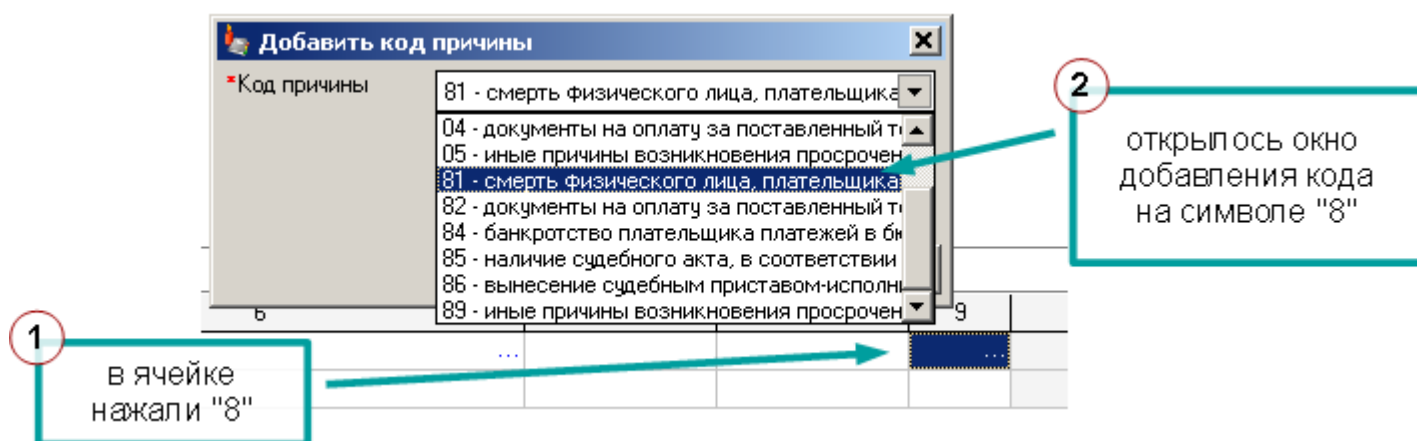 Добавить код причины
*Код причины
81 - смерть физического лица, плательщика
04 - документы на оплату за поставленный т
05 - иные причины возникновения просрочен
81 - смерть физического лица, плательщика
82 - документы на оплату за поставленный т
84 - банкротство плательщика платежей в б
85 - наличие судебного акта, в соответствии
86 - вынесение судебным приставом-исполн
89 - иные причины возникновения просрочен
2
открылось окно
добавления кода
на символе "8"
6
9
...
...
1
в ячейке
нажали "8"